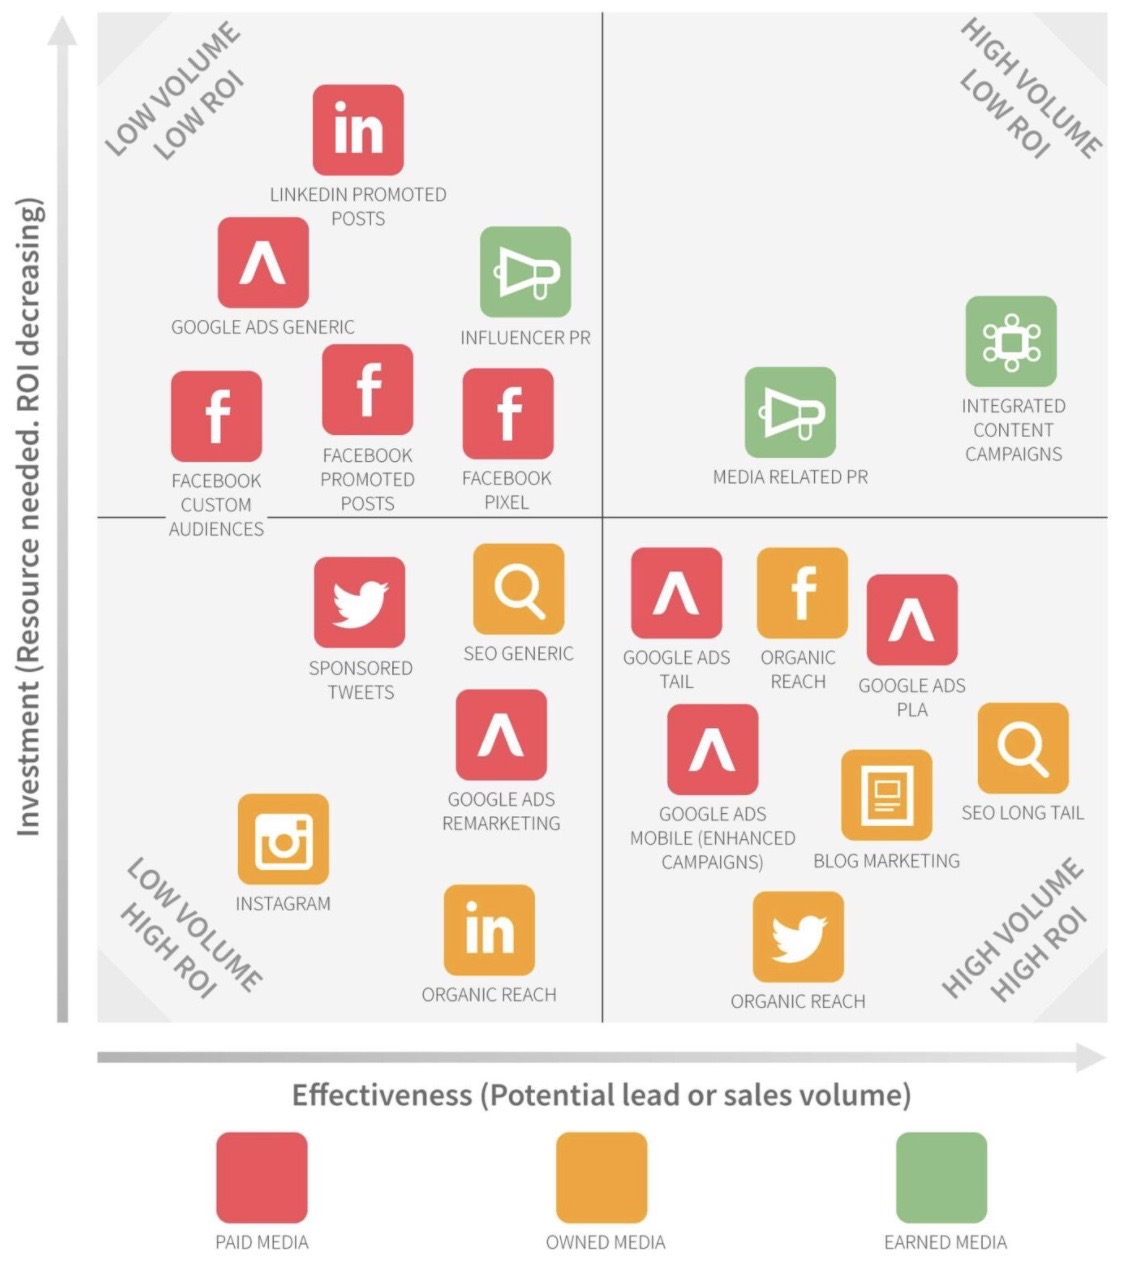 LOW VOLUME
LOW ROI
HIGH VOLUME
LOW ROI
in
LINKEDIN PROMOTED
POSTS
GOOGLE ADS GENERIC
INFLUENCER PR
f
FACEBOOK
CUSTOM
AUDIENCES
f
FACEBOOK
PROMOTED
POSTS
f
FACEBOOK
PIXEL
MEDIA RELATED PR
INTEGRATED
CONTENT
CAMPAIGNS
Investment (Resource needed. ROI decreasing)
SPONSORED
TWEETS
SEO GENERIC
GOOGLE ADS
TAIL
f
ORGANIC
REACH
GOOGLE ADS
PLA
GOOGLE ADS
REMARKETING
GOOGLE ADS
MOBILE (ENHANCED
CAMPAIGNS)
BLOG MARKETING
SEO LONG TAIL
INSTAGRAM
in
ORGANIC REACH
ORGANIC REACH
LOW VOLUME
HIGH ROI
HIGH VOLUME
HIGH ROI
Effectiveness (Potential lead or sales volume)
PAID MEDIA
OWNED MEDIA
EARNED MEDIA